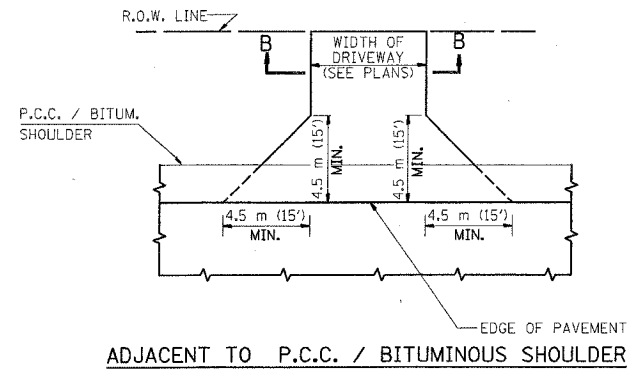 R.O.W. LINE
B
WIDTH OF
DRIVEWAY
(SEE PLANS)
B
P.C.C. / BITUM.
SHOULDER
4.5 m (15')
MIN.
4.5 m (15')
MIN.
4.5 m (15')
MIN.
4.5 m (15')
MIN.
EDGE OF PAVEMENT
ADJACENT TO P.C.C. / BITUMINOUS SHOULDER